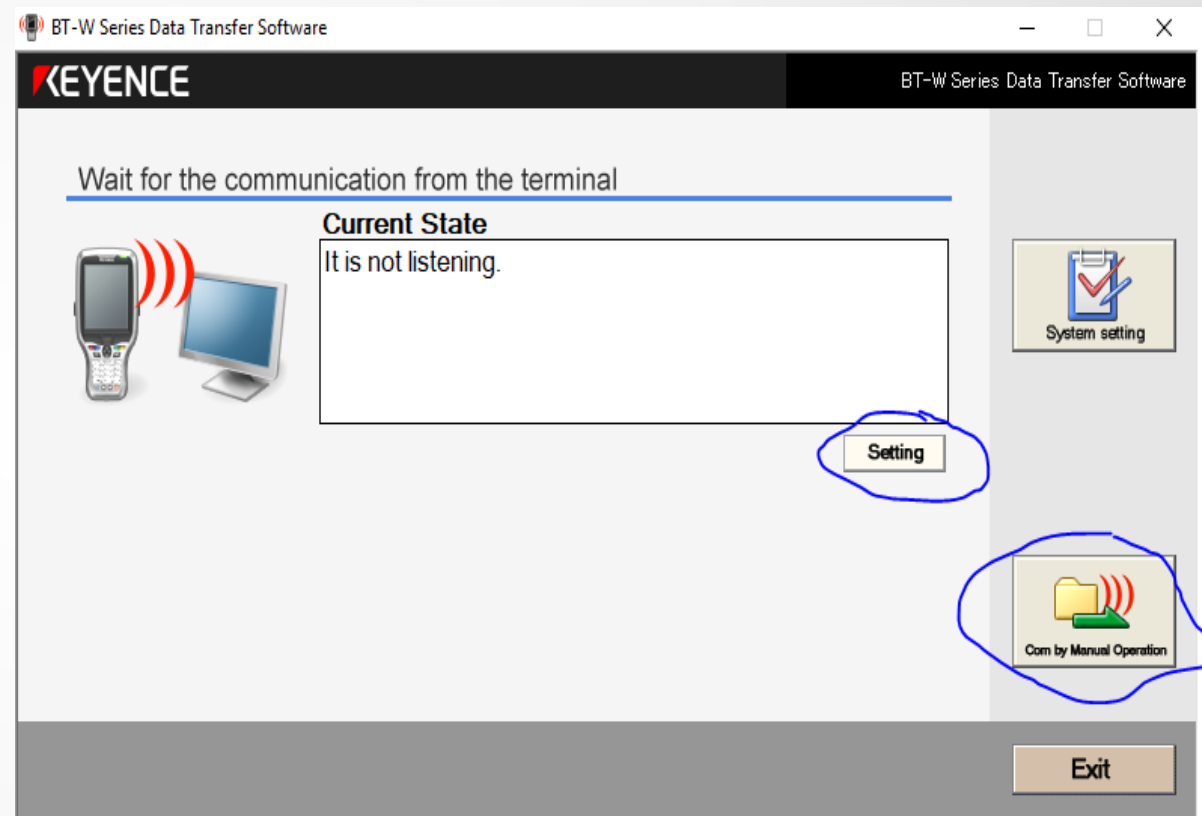 BT-W Series Data Transfer Software
KEYENCE
BT-W Series Data Transfer Software
Wait for the communication from the terminal
Current State
It is not listening.
System setting
Setting
Com by Manual Operation
Exit